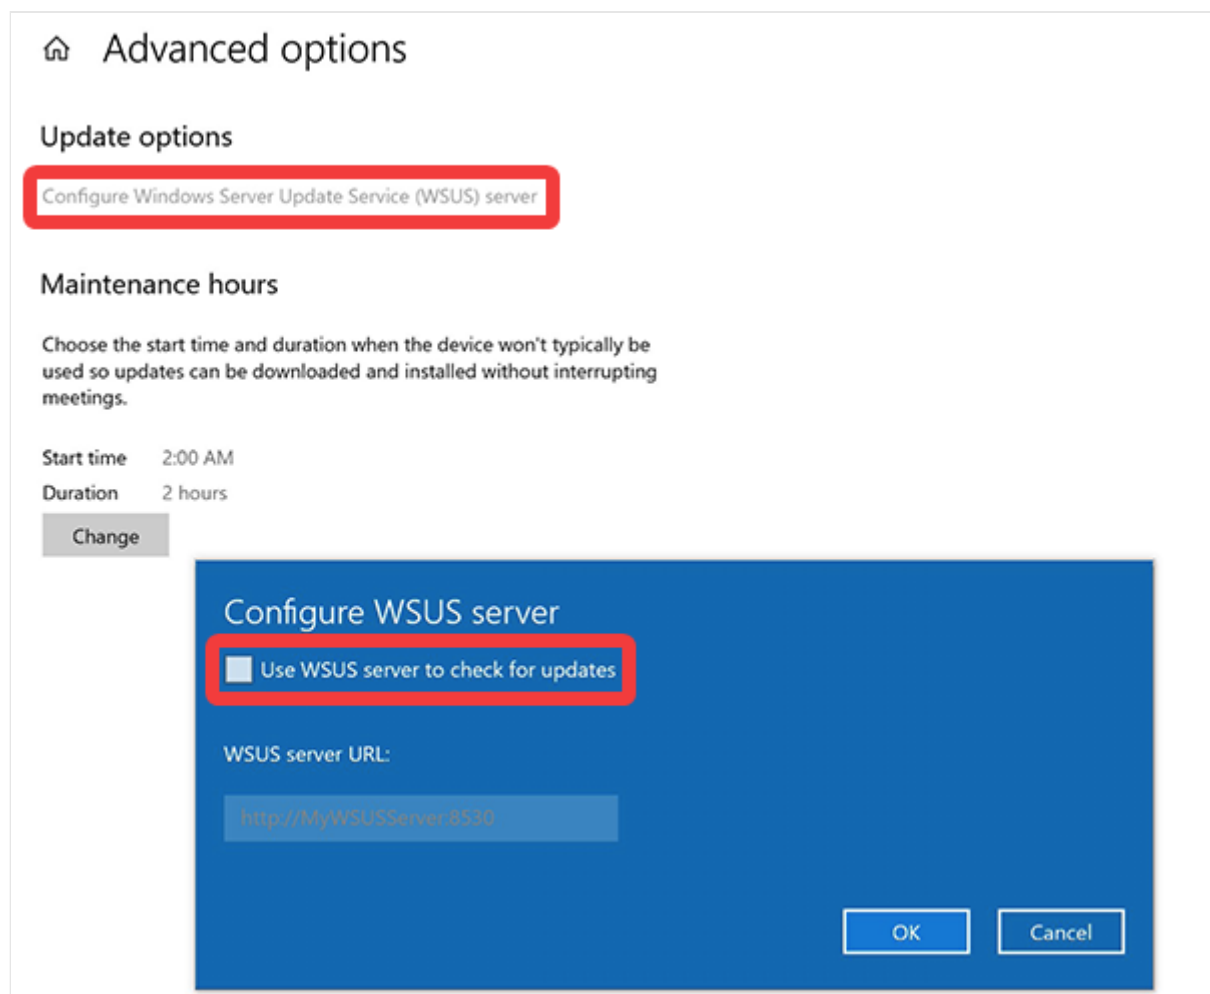 Advanced options
Update options
Configure Windows Server Update Service (WSUS) server
Maintenance hours
Choose the start time and duration when the device won't typically be
used so updates can be downloaded and installed without interrupting
meetings.
Start time 2:00 AM
Duration 2 hours
Change
Configure WSUS server
Use WSUS server to check for updates
WSUS server URL:
http://MyWSUSServer:8530
OK Cancel